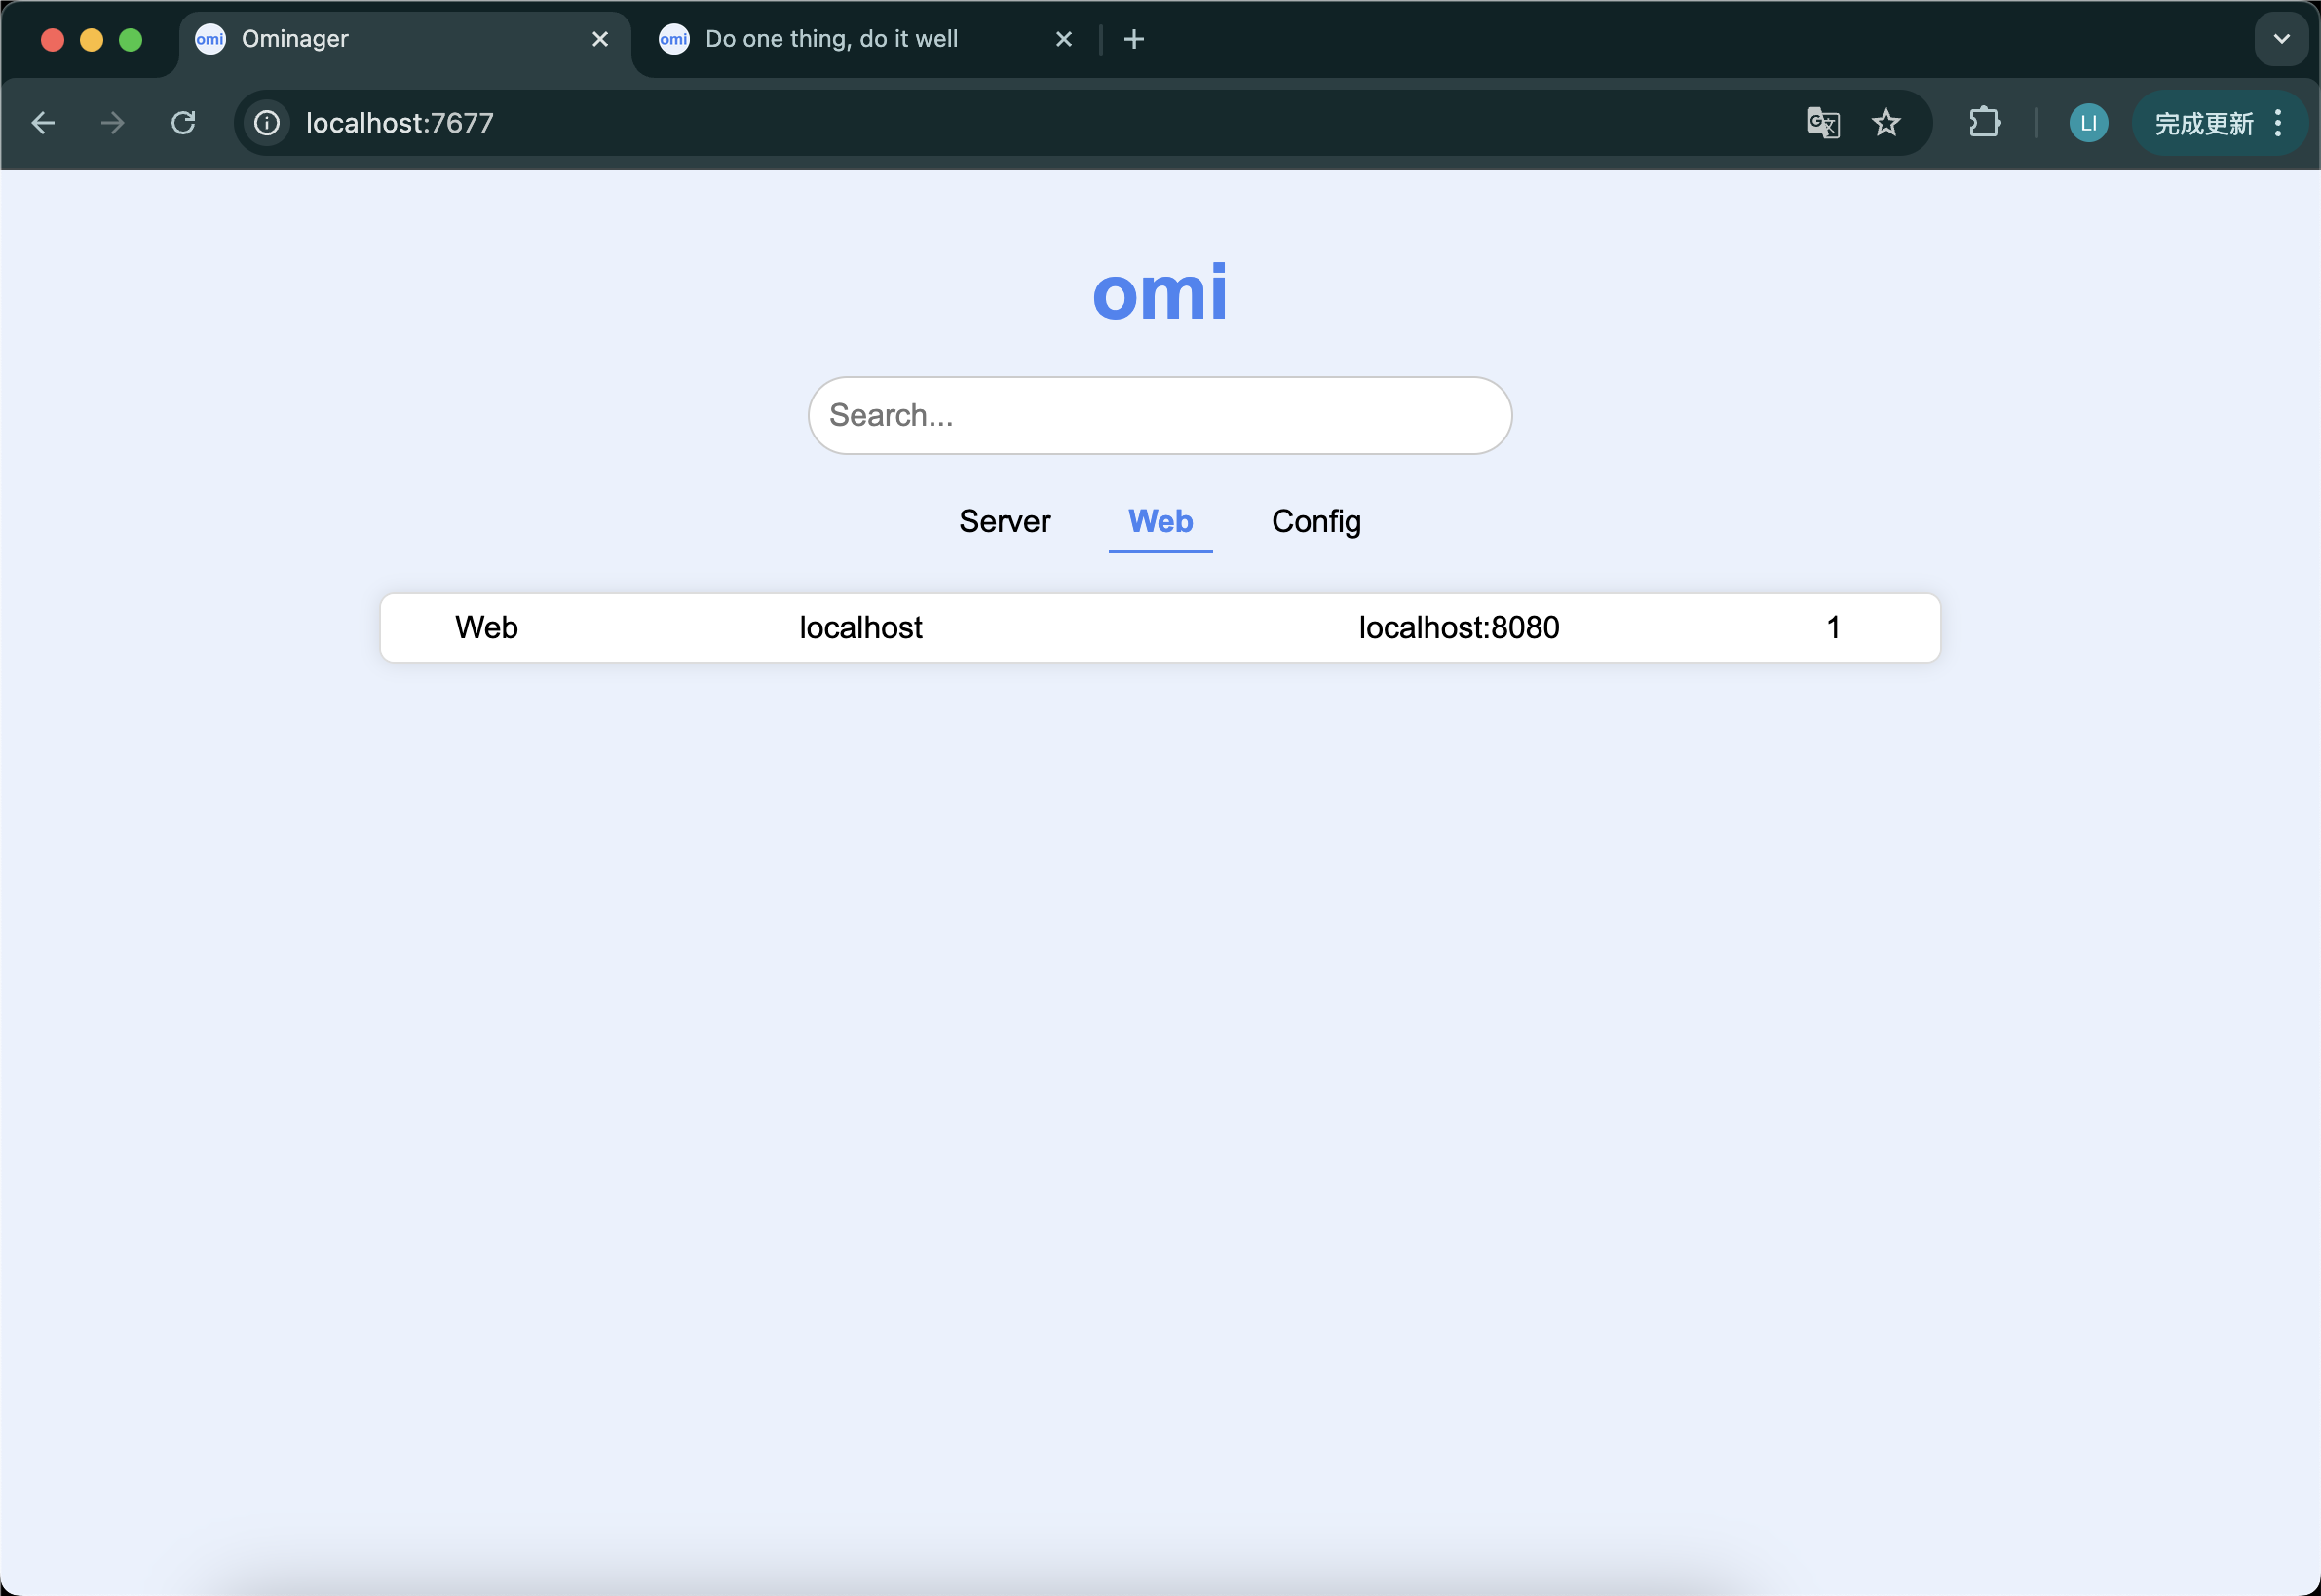 omi Ominager
omi Do one thing, do it well
localhost:7677
LI
完成更新
omi
Search...
Server Web Config
Web localhost localhost:8080 1